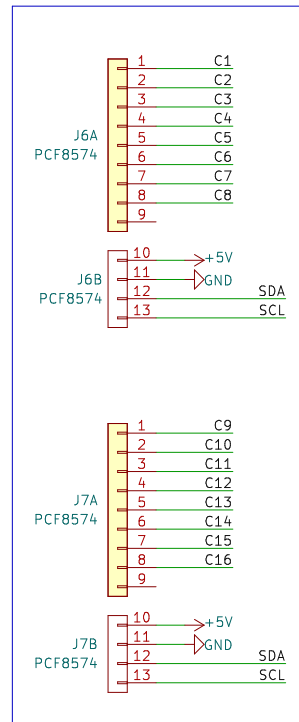 1 C1
2 C2
3 C3
4 C4
J6A
5 C5
PCF8574
6 C6
7 C7
8 C8
9
10 +5V
J6B
11 GND
PCF8574
12 SDA
13 SCL
1 C9
2 C10
3 C11
4 C12
J7A
5 C13
PCF8574
6 C14
7 C15
8 C16
9
10 +5V
J7B
11 GND
PCF8574
12 SDA
13 SCL